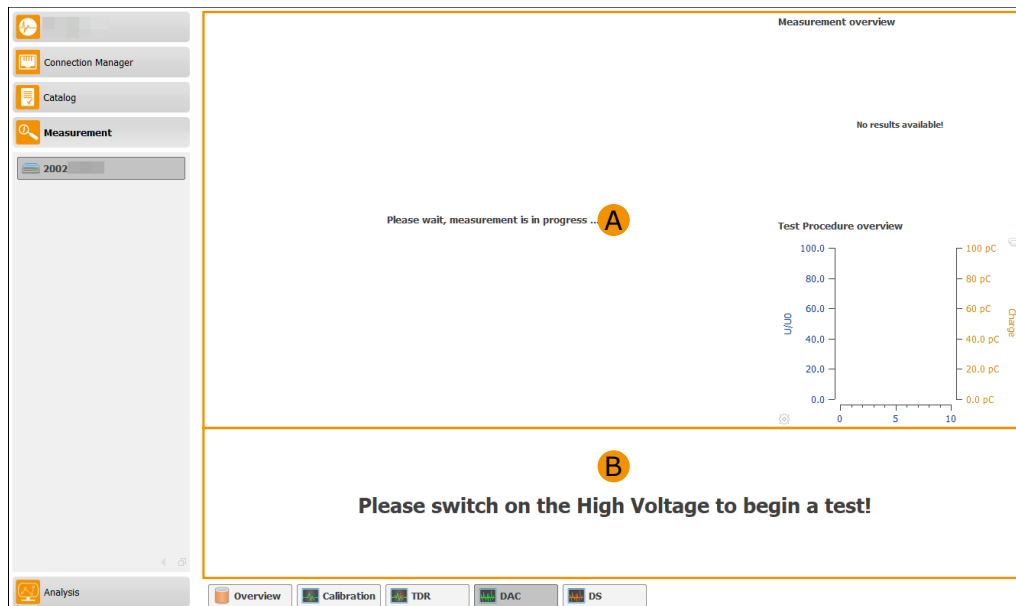 Connection Manager
Catalog
Measurement
2002
Analysis
Measurement overview
No results available!
Please wait, measurement is in progress ...
A
Test Procedure overview
100.0
80.0
60.0
40.0
20.0
0.0
U/U0
100 pC
80 pC
60 pC
40.0 pC
20.0 pC
0.0 pC
Charge
0 5 10
B
Please switch on the High Voltage to begin a test!
Overview Calibration TDR DAC DS